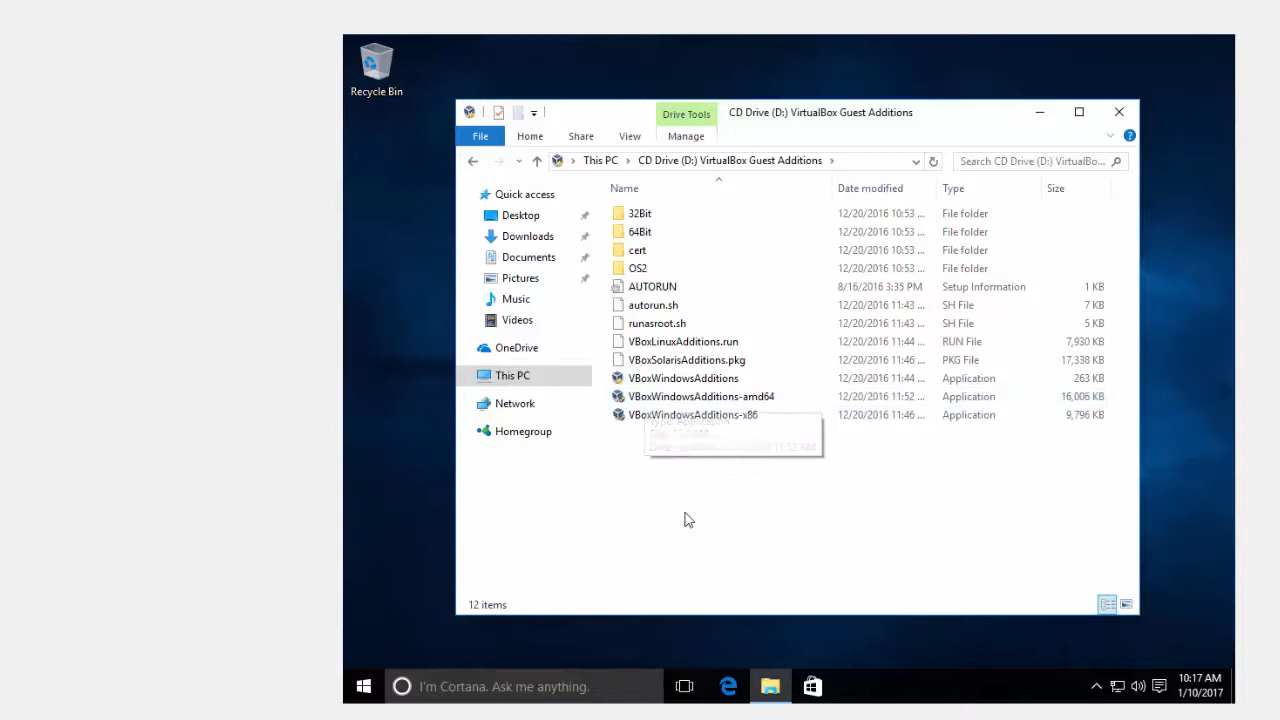 Recycle Bin
Drive Tools
CD Drive (D:) VirtualBox Guest Additions
File
Home
Share
View
Manage
This PC
CD Drive (D:) VirtualBox Guest Additions
Search CD Drive (D:) VirtualBo...
Name
Date modified
Type
Size
Quick access
Desktop
Downloads
Documents
Pictures
Music
Videos
OneDrive
This PC
Network
Homegroup
32Bit 12/20/2016 10:53 ... File folder
64Bit 12/20/2016 10:53 ... File folder
cert 12/20/2016 10:53 ... File folder
OS2 12/20/2016 10:53 ... File folder
AUTORUN 8/16/2016 3:35 PM Setup Information 1 KB
autorun.sh 12/20/2016 11:43 ... SH File 7 KB
runasroot.sh 12/20/2016 11:43 ... SH File 5 KB
VBoxLinuxAdditions.run 12/20/2016 11:44 ... RUN File 7,930 KB
VBoxSolarisAdditions.pkg 12/20/2016 11:46 ... PKG File 17,338 KB
VBoxWindowsAdditions 12/20/2016 11:44 ... Application 263 KB
VBoxWindowsAdditions-amd64 12/20/2016 11:52 ... Application 16,006 KB
VBoxWindowsAdditions-x86 12/20/2016 11:46 ... Application 9,796 KB
Type: Application
11:52 AM
12 items
I'm Cortana. Ask me anything.
10:17 AM
1/10/2017